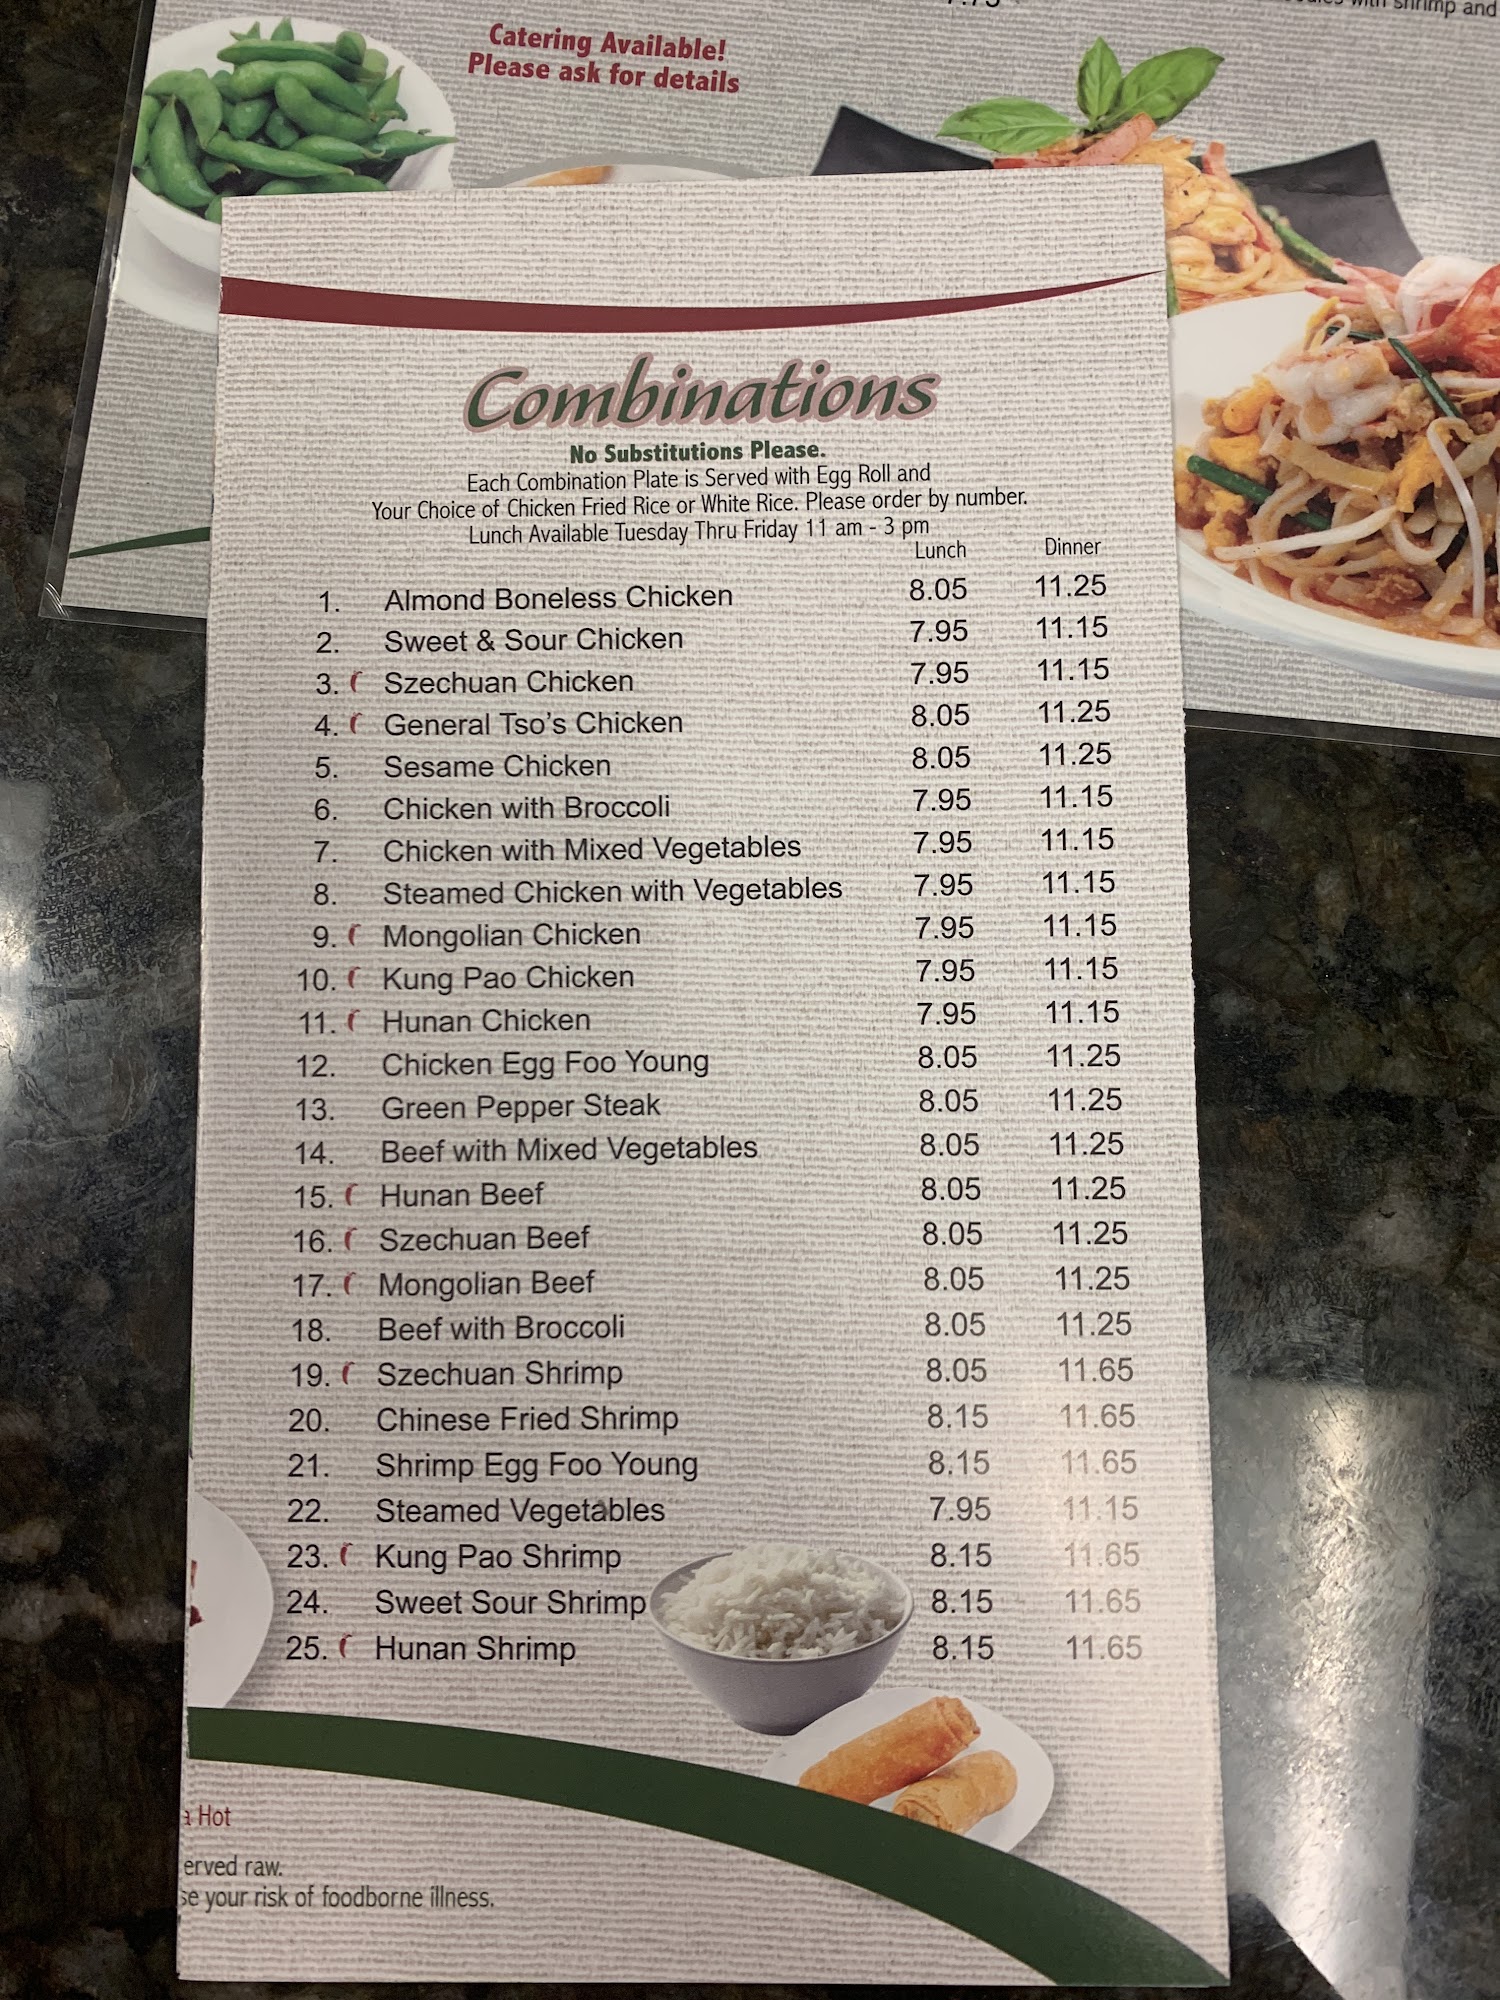 Catering Available!
Please ask for details
with shrimp and
Combinations
No Substitutions Please.
Each Combination Plate is Served with Egg Roll and
Your Choice of Chicken Fried Rice or White Rice. Please order by number.
Lunch Available Tuesday Thru Friday 11 am - 3 pm
Lunch Dinner
1. Almond Boneless Chicken 8.05 11.25
2. Sweet & Sour Chicken 7.95 11.15
3. Szechuan Chicken 7.95 11.15
4. General Tso's Chicken 8.05 11.25
5. Sesame Chicken 8.05 11.25
6. Chicken with Broccoli 7.95 11.15
7. Chicken with Mixed Vegetables 7.95 11.15
8. Steamed Chicken with Vegetables 7.95 11.15
9. Mongolian Chicken 7.95 11.15
10. Kung Pao Chicken 7.95 11.15
11. Hunan Chicken 7.95 11.15
12. Chicken Egg Foo Young 8.05 11.25
13. Green Pepper Steak 8.05 11.25
14. Beef with Mixed Vegetables 8.05 11.25
15. Hunan Beef 8.05 11.25
16. Szechuan Beef 8.05 11.25
17. Mongolian Beef 8.05 11.25
18. Beef with Broccoli 8.05 11.25
19. Szechuan Shrimp 8.05 11.65
20. Chinese Fried Shrimp 8.15 11.65
21. Shrimp Egg Foo Young 8.15 11.65
22. Steamed Vegetables 7.95 11.15
23. Kung Pao Shrimp 8.15 11.65
24. Sweet Sour Shrimp 8.15 11.65
25. Hunan Shrimp 8.15 11.65
a Hot
erved raw.
se your risk of foodborne illness.